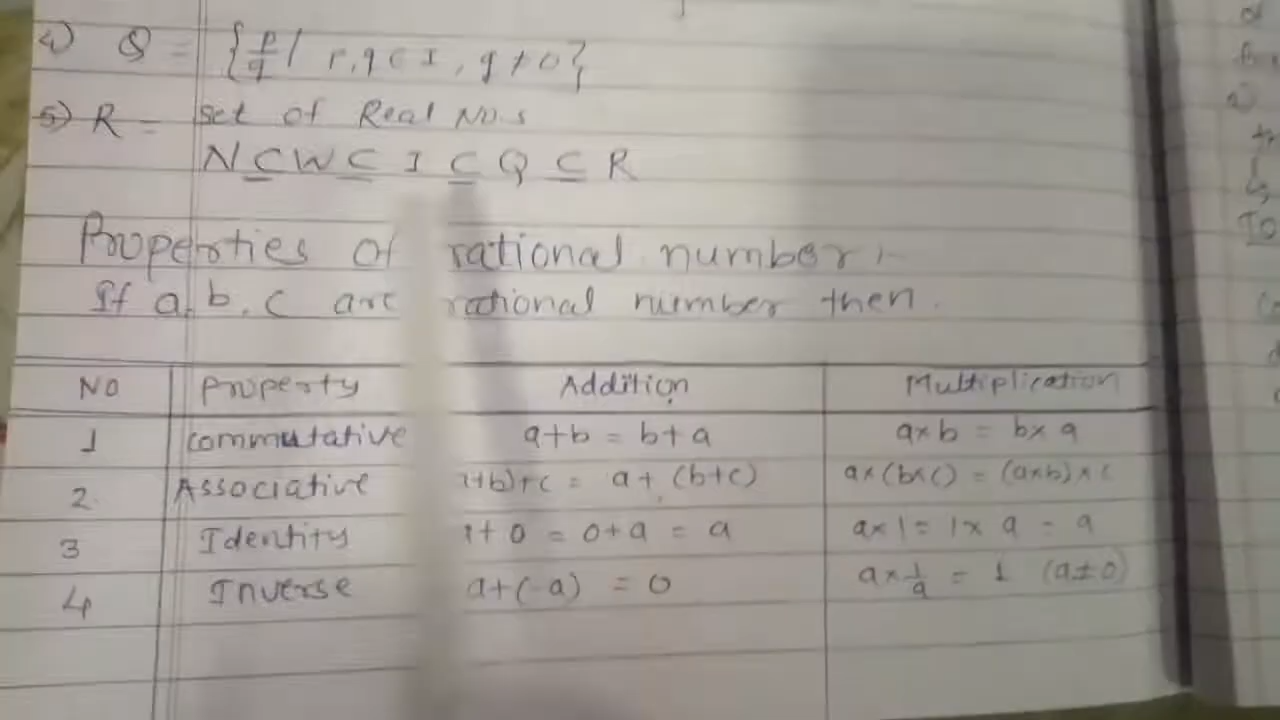 4) Q = {p/q / p,q ∈ I, q ≠ 0}
5) R - set of Real No.s
N ⊆ W ⊆ I ⊆ Q ⊆ R
Properties of rational number :-
If a, b, c are rational number then.
NO Property Addition Multiplication
1 Commutative a+b = b+a a×b = b×a
2. Associative +b)+c = a+(b+c) a×(b×c) = (a×b)×c
3 Identity + 0 = 0+a = a a×1 = 1×a = a
4 Inverse a+(-a) = 0 a×1/a = 1 (a≠0)